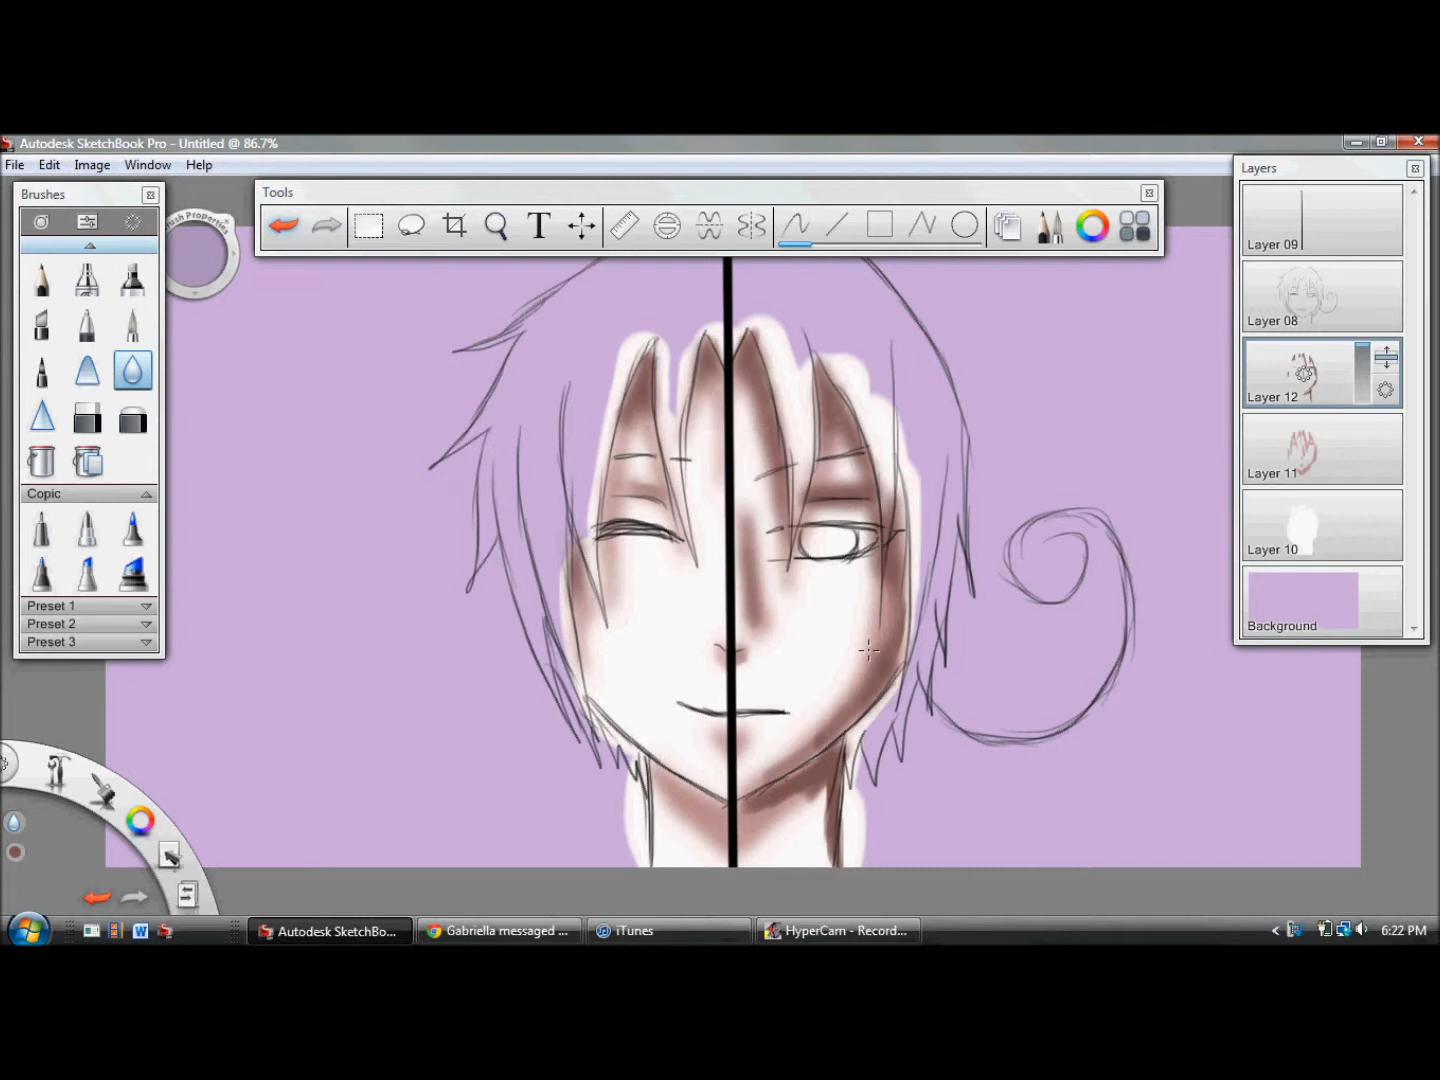 Autodesk SketchBook Pro - Untitled @ 86.7%
File Edit Image Window Help
Brushes
Brush Properties
Tools
T
Layers
Layer 09
Layer 08
Layer 12
Layer 11
Layer 10
Background
Copic
Preset 1
Preset 2
Preset 3
Autodesk SketchBo...
Gabriella messaged ...
iTunes
HyperCam - Record...
6:22 PM